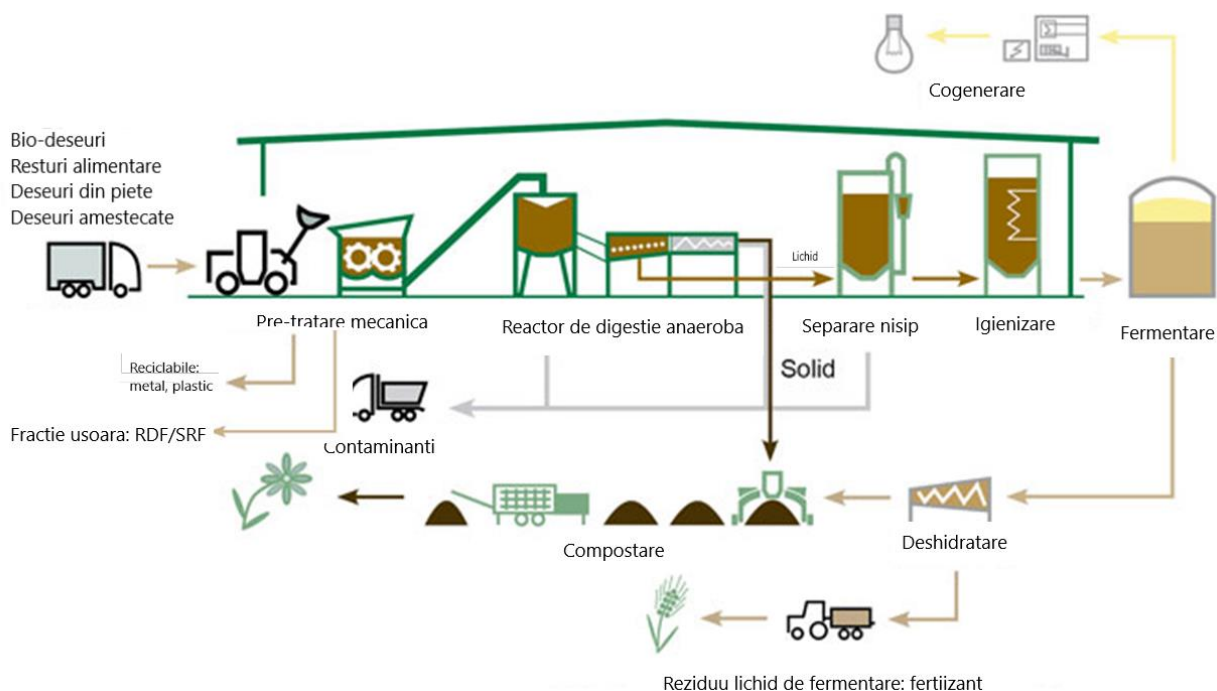 Cogenerare
Bio-deseuri
Resturi alimentare
Deseuri din piete
Deseuri amestecate
Lichid
Pre-tratare mecanica
Reactor de digestie anaeroba
Separare nisip
Igienizare
Fermentare
Reciclabile:
metal, plastic
Solid
Fractie usoara: RDF/SRF
Contaminanti
Compostare
Deshidratare
Reziduu lichid de fermentare: fertiizant